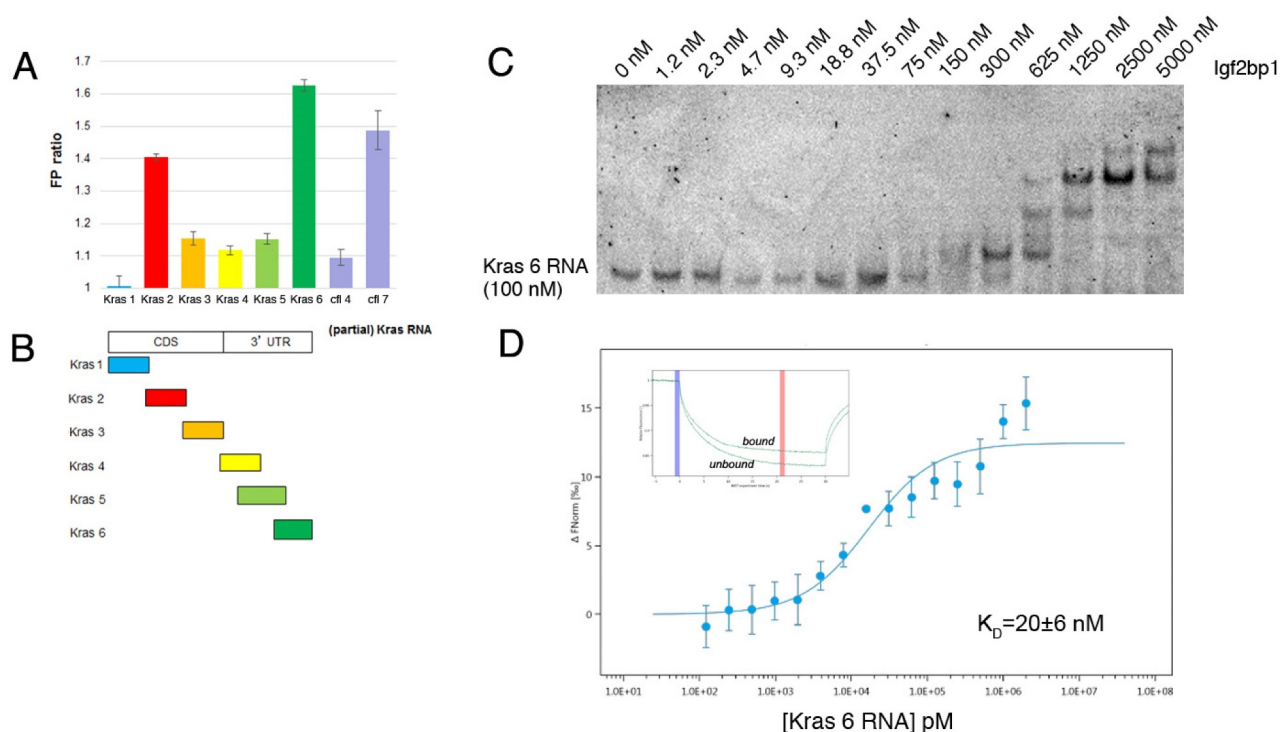 A
1.7
1.6
1.5
1.4
1.3
1.2
1.1
1
FP ratio
Kras 1 Kras 2 Kras 3 Kras 4 Kras 5 Kras 6 cfl 4 cfl 7
B
(partial) Kras RNA
CDS 3' UTR
Kras 1
Kras 2
Kras 3
Kras 4
Kras 5
Kras 6
C
0 nM 1.2 nM 2.3 nM 4.7 nM 9.3 nM 18.8 nM 37.5 nM 75 nM 150 nM 300 nM 625 nM 1250 nM 2500 nM 5000 nM
Igf2bp1
Kras 6 RNA
(100 nM)
D
15
10
5
0
Δ FNorm [‰]
bound
unbound
K_D=20±6 nM
1.0E+01 1.0E+02 1.0E+03 1.0E+04 1.0E+05 1.0E+06 1.0E+07 1.0E+08
[Kras 6 RNA] pM